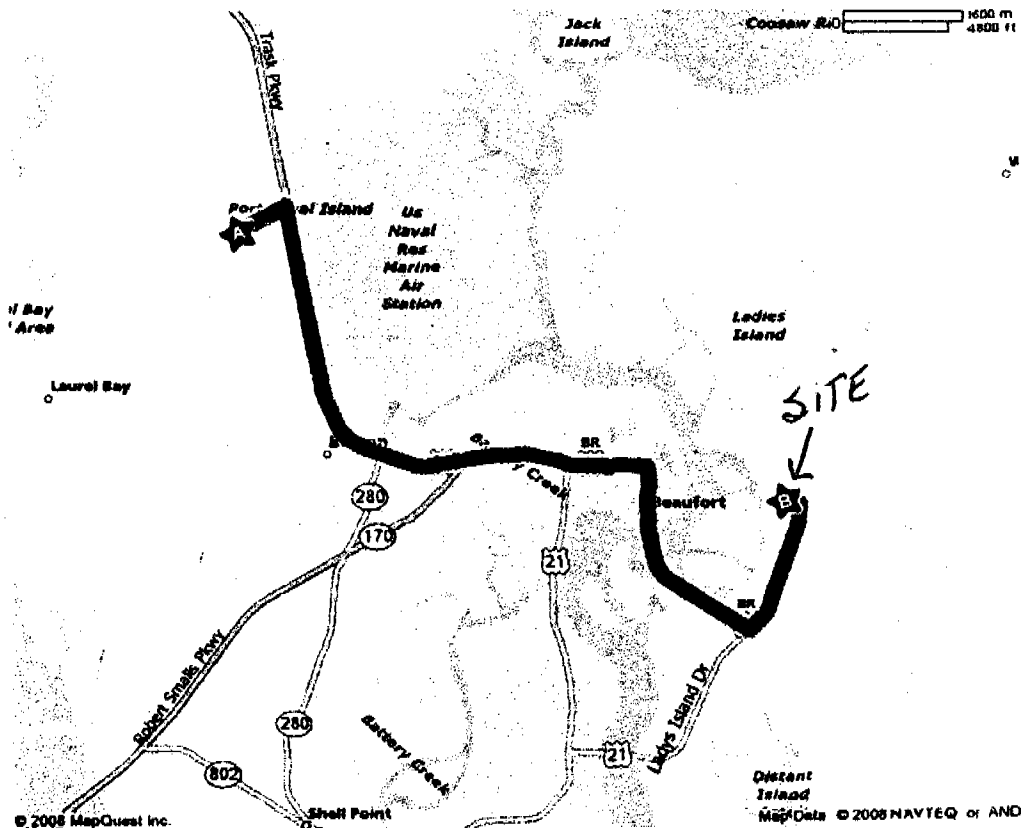 Jack
Island
Coosaw
1600 m
4800 ft
Trask Pkwy
Island
A
Us
Naval
Res
Marine
Air
Station
Ladies
Island
Laurel Bay
Bay
Area
SITE
BR
Creek
280
170
21
B
Beaufort
BR
Robert Smalls Pkwy
280
802
Battery Creek
21
Ladys Island Dr
Distant
Island
Shell Point
© 2008 MapQuest Inc.
Map Data © 2008 NAVTEQ or AND